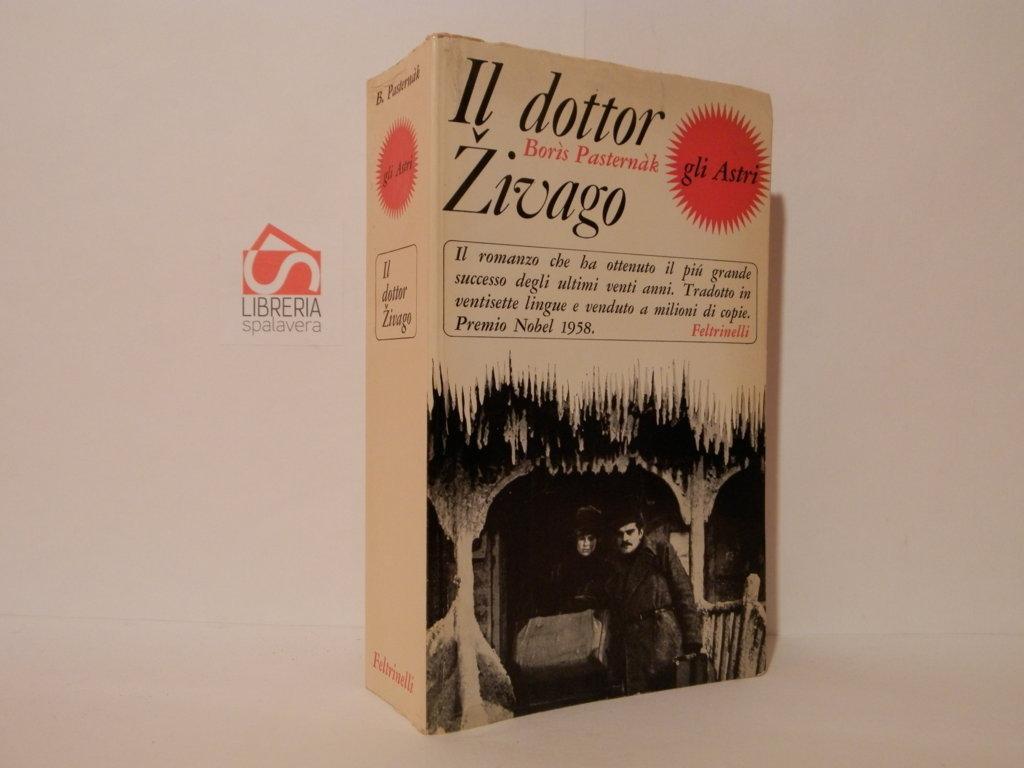 LIBRERIA
spalavera
B. Pasternàk
gli Astri
Il
dottor
Živago
Feltrinelli
Il dottor
Borìs Pasternàk
Živago
gli Astri
Il romanzo che ha ottenuto il piú grande
successo degli ultimi venti anni. Tradotto in
ventisette lingue e venduto a milioni di copie.
Premio Nobel 1958.
Feltrinelli